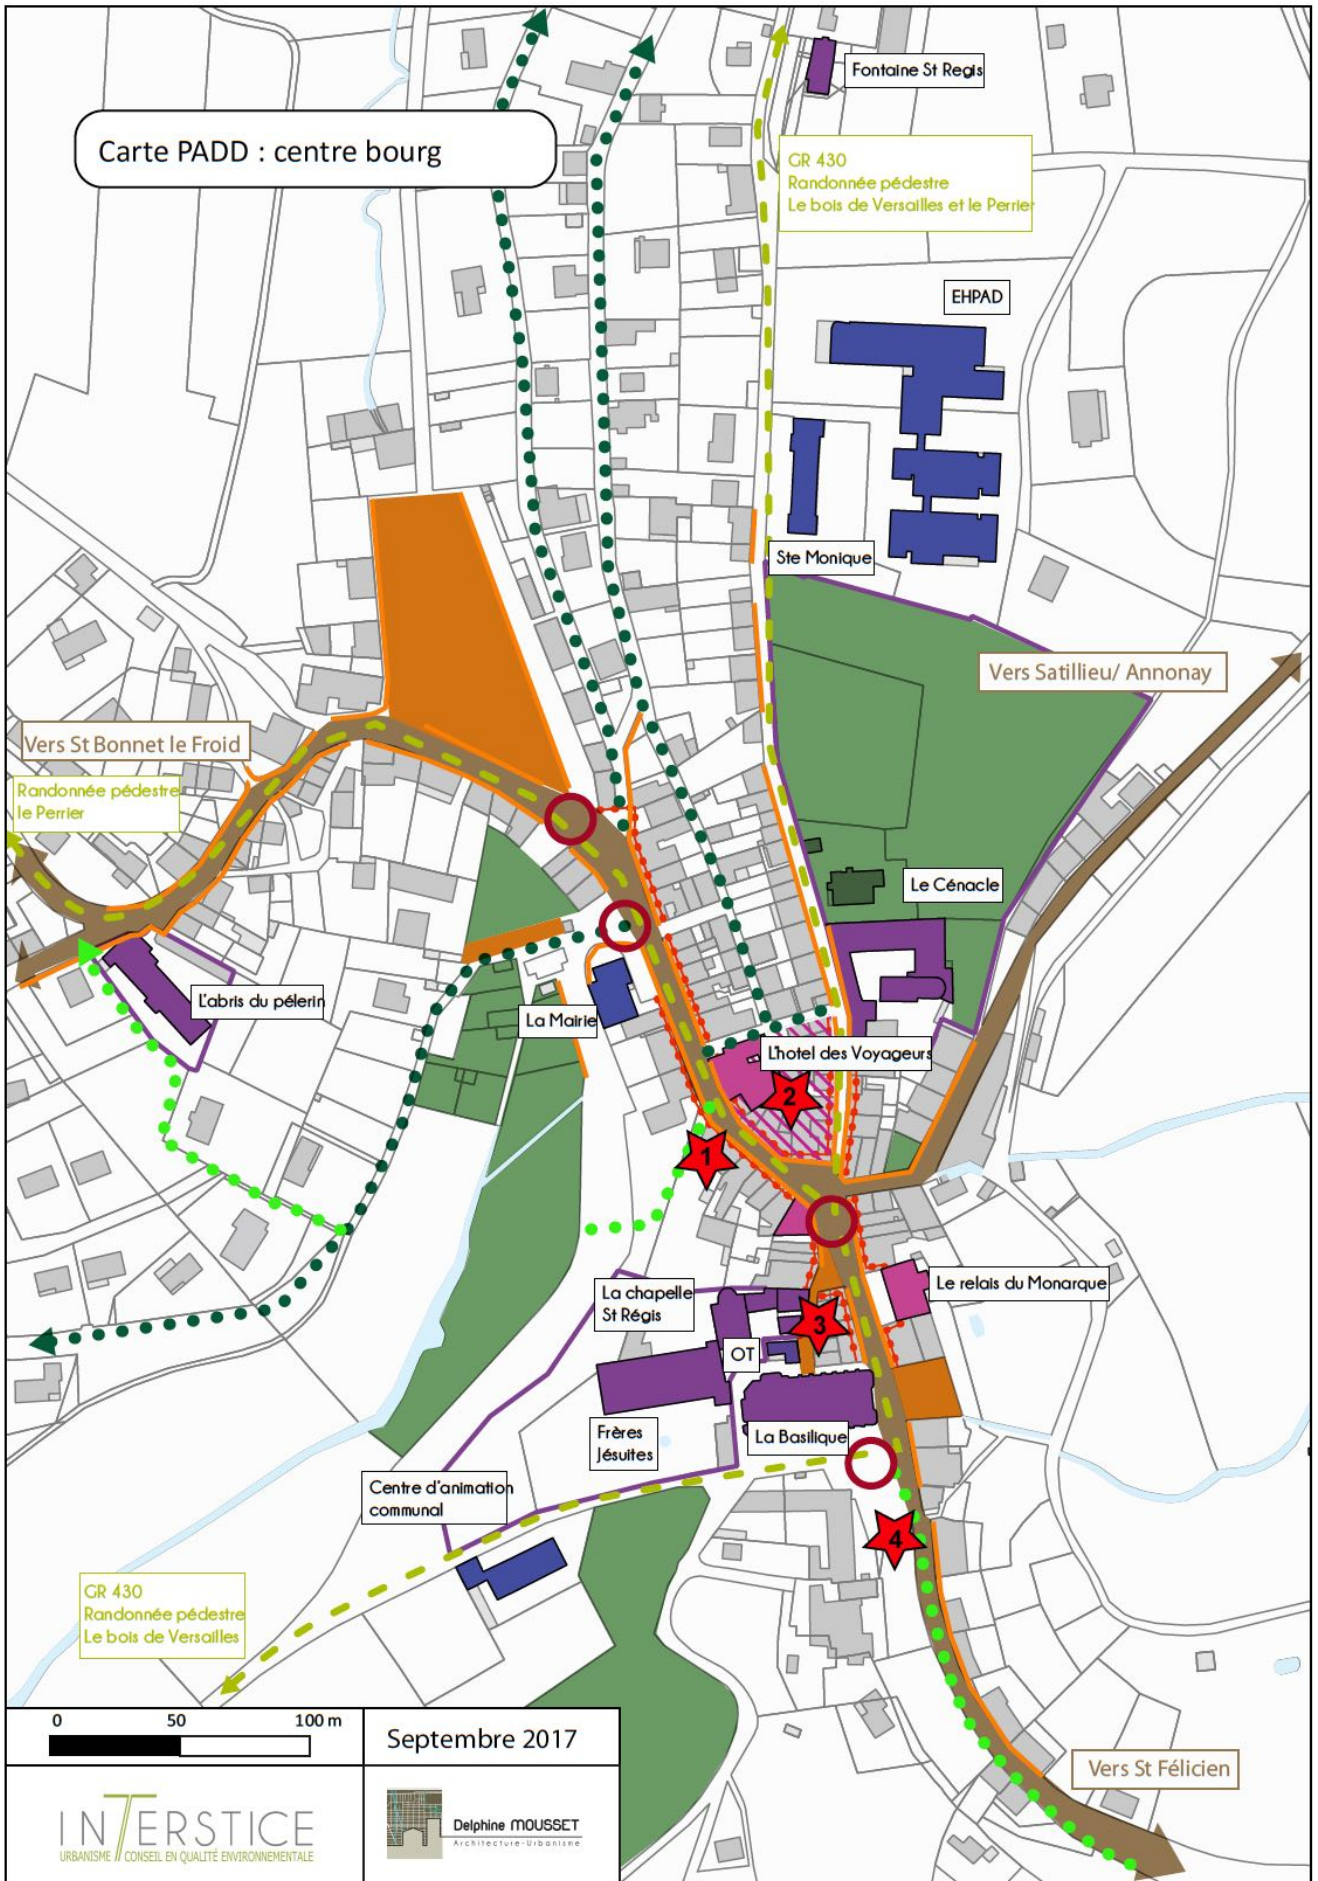 Fontaine St Regis
Carte PADD : centre bourg
GR 430
Randonnée pédestre
Le bois de Versailles et le Perrier
EHPAD
Ste Monique
Vers Satillieu/ Annonay
Vers St Bonnet le Froid
Randonnée pédestre
le Perrier
Le Cénacle
L'abris du pélerin
La Mairie
L'hotel des Voyageurs
2
1
Le relais du Monarque
La chapelle
St Régis
3
OT
Frères
Jésuites
La Basilique
Centre d'animation
communal
4
GR 430
Randonnée pédestre
Le bois de Versailles
0 50 100 m
Septembre 2017
Vers St Félicien
INTERSTICE
URBANISME / CONSEIL EN QUALITÉ ENVIRONNEMENTALE
Delphine MOUSSET
Architecture-Urbanisme